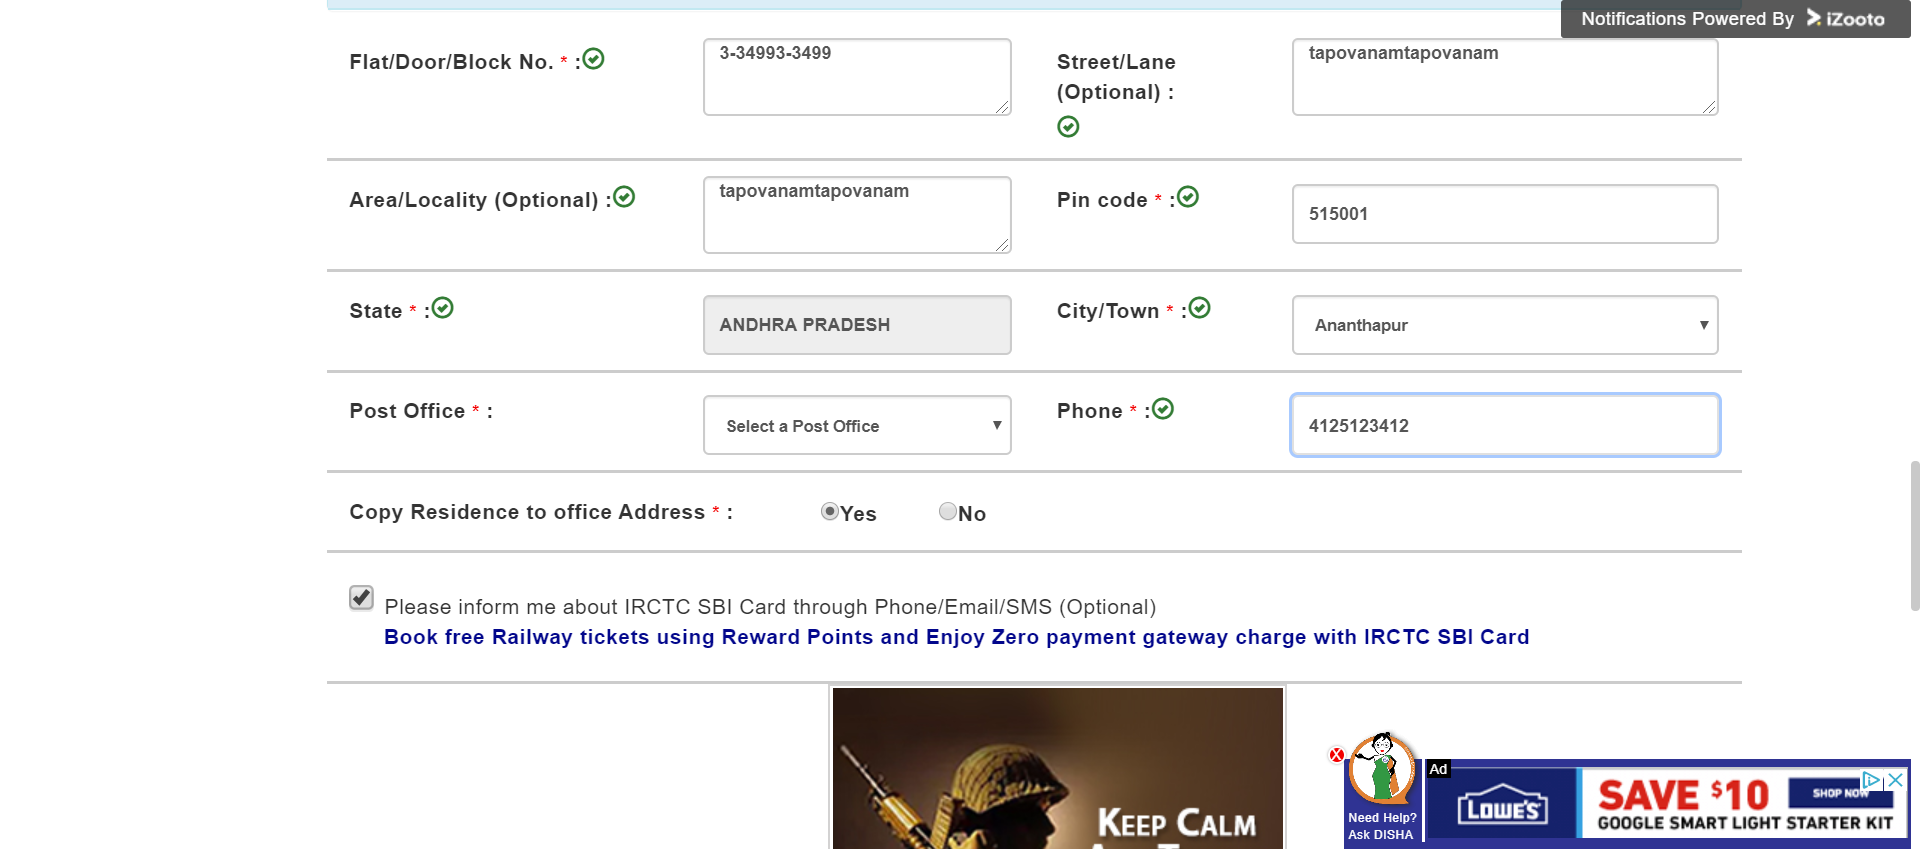 Notifications Powered By iZooto
Flat/Door/Block No. * :
3-34993-3499
Street/Lane
(Optional) :
tapovanamtapovanam
Area/Locality (Optional) :
tapovanamtapovanam
Pin code * :
515001
State * :
ANDHRA PRADESH
City/Town * :
Ananthapur
Post Office * :
Select a Post Office
Phone * :
4125123412
Copy Residence to office Address * :
Yes
No
Please inform me about IRCTC SBI Card through Phone/Email/SMS (Optional)
Book free Railway tickets using Reward Points and Enjoy Zero payment gateway charge with IRCTC SBI Card
KEEP CALM
X
Need Help?
Ask DISHA
Ad
LOWE'S
SAVE $10
SHOP NOW
GOOGLE SMART LIGHT STARTER KIT